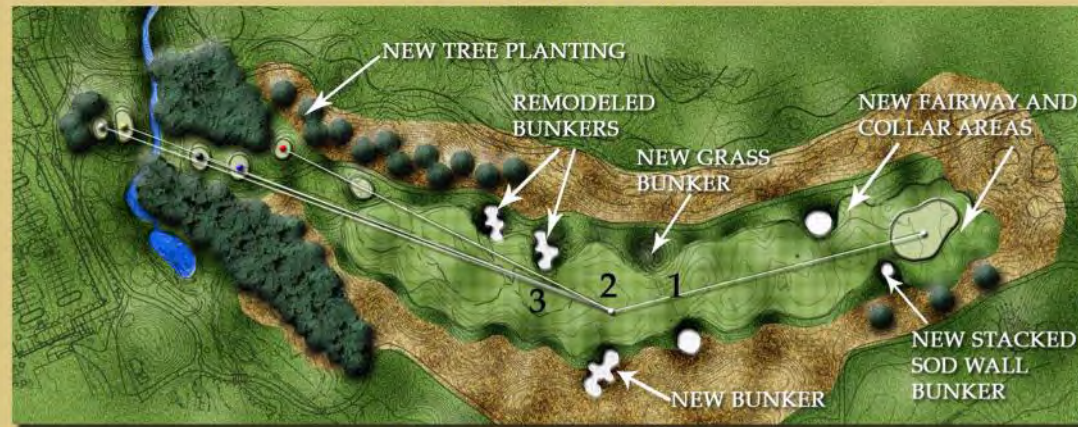 NEW TREE PLANTING
REMODELED
BUNKERS
NEW GRASS
BUNKER
NEW FAIRWAY AND
COLLAR AREAS
3
2
1
NEW BUNKER
NEW STACKED
SOD WALL
BUNKER